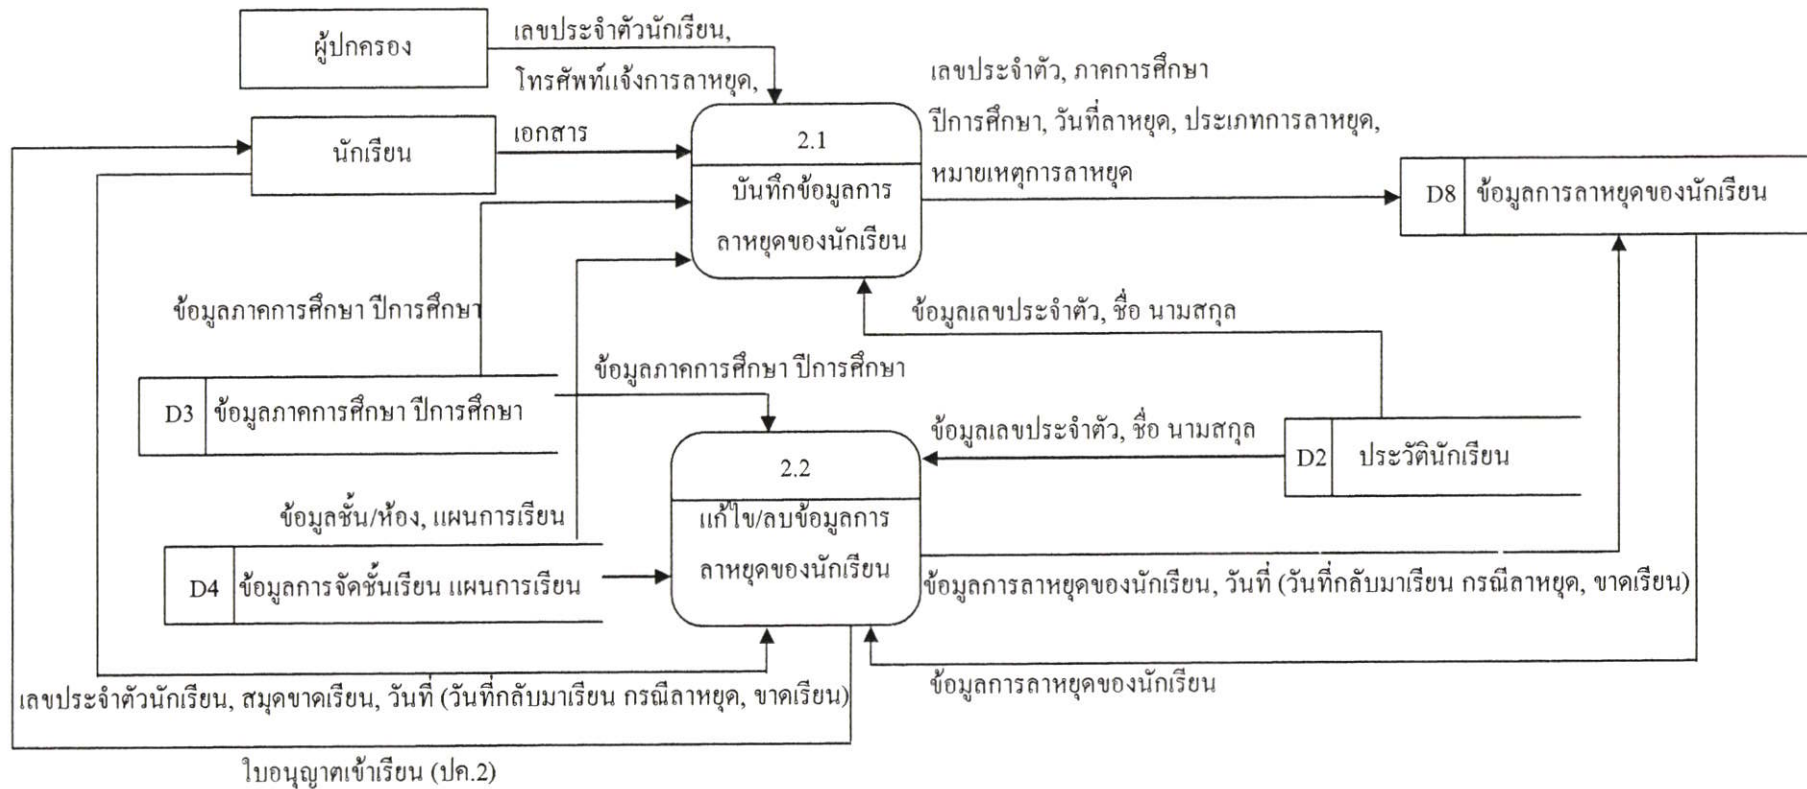 ผู้ปกครอง
เลขประจำตัวนักเรียน,
โทรศัพท์แจ้งการลาหยุด,
เลขประจำตัว, ภาคการศึกษา
ปีการศึกษา, วันที่ลาหยุด, ประเภทการลาหยุด,
หมายเหตุการลาหยุด
นักเรียน
เอกสาร
2.1
บันทึกข้อมูลการ
ลาหยุดของนักเรียน
D8 ข้อมูลการลาหยุดของนักเรียน
ข้อมูลภาคการศึกษา ปีการศึกษา
ข้อมูลเลขประจำตัว, ชื่อ นามสกุล
ข้อมูลภาคการศึกษา ปีการศึกษา
D3 ข้อมูลภาคการศึกษา ปีการศึกษา
ข้อมูลเลขประจำตัว, ชื่อ นามสกุล
D2 ประวัตินักเรียน
2.2
แก้ไข/ลบข้อมูลการ
ลาหยุดของนักเรียน
ข้อมูลชั้น/ห้อง, แผนการเรียน
D4 ข้อมูลการจัดชั้นเรียน แผนการเรียน
ข้อมูลการลาหยุดของนักเรียน, วันที่ (วันที่กลับมาเรียน กรณีลาหยุด, ขาดเรียน)
เลขประจำตัวนักเรียน, สมุดขาดเรียน, วันที่ (วันที่กลับมาเรียน กรณีลาหยุด, ขาดเรียน)
ข้อมูลการลาหยุดของนักเรียน
ใบอนุญาตเข้าเรียน (ปค.2)